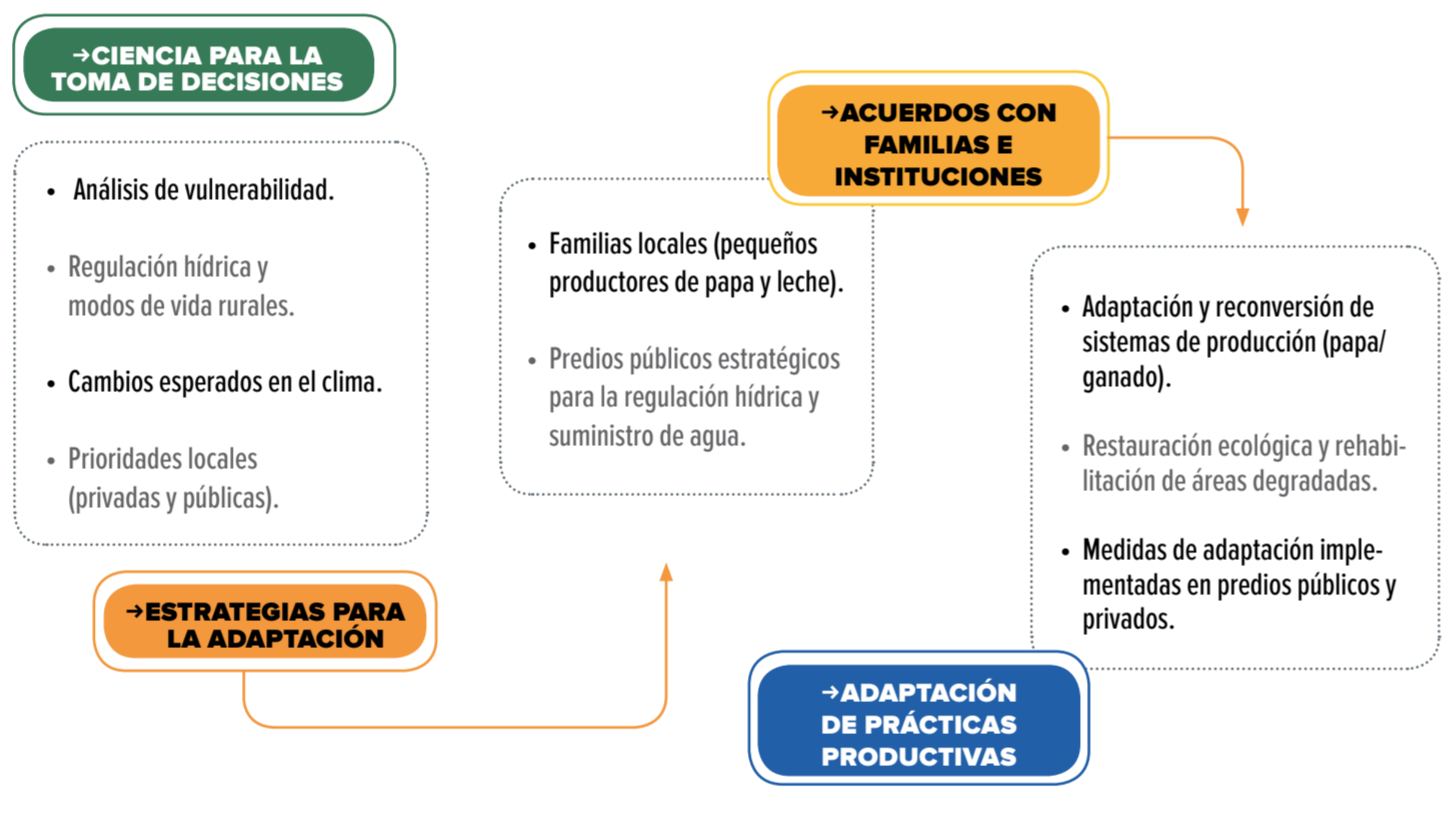 →CIENCIA PARA LA
TOMA DE DECISIONES
• Análisis de vulnerabilidad.
• Regulación hídrica y
modos de vida rurales.
• Cambios esperados en el clima.
• Prioridades locales
(privadas y públicas).
→ESTRATEGIAS PARA
LA ADAPTACIÓN
→ACUERDOS CON
FAMILIAS E
INSTITUCIONES
• Familias locales (pequeños
productores de papa y leche).
• Predios públicos estratégicos
para la regulación hídrica y
suministro de agua.
• Adaptación y reconversión de
sistemas de producción (papa/
ganado).
• Restauración ecológica y rehabi-
litación de áreas degradadas.
• Medidas de adaptación imple-
mentadas en predios públicos y
privados.
→ADAPTACIÓN
DE PRÁCTICAS
PRODUCTIVAS